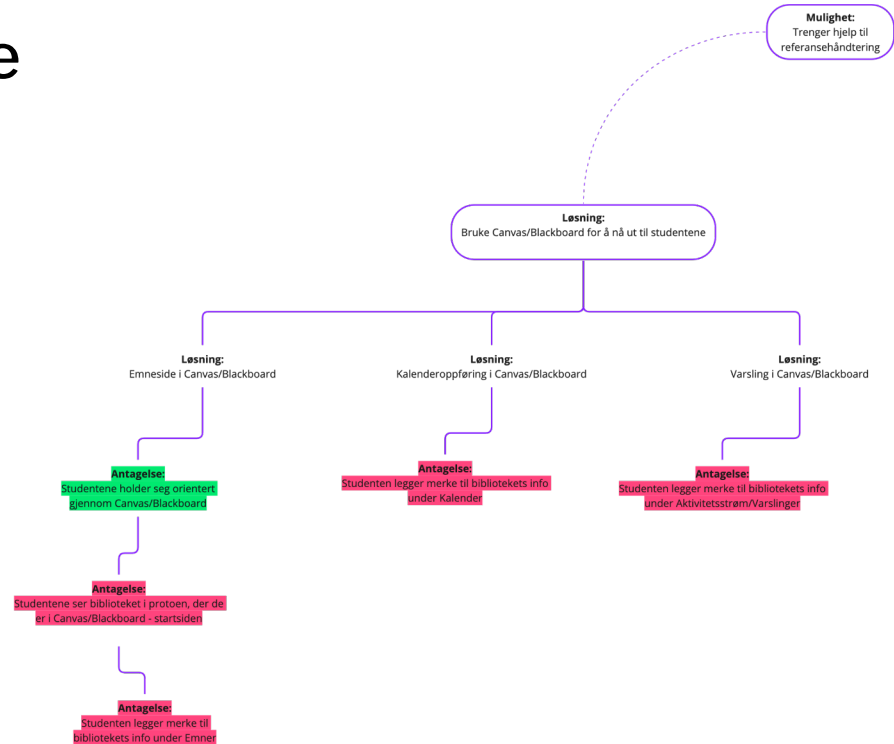 e
Mulighet:
Trenger hjelp til
referansehåndtering
Løsning:
Bruke Canvas/Blackboard for å nå ut til studentene
Løsning:
Emneside i Canvas/Blackboard
Løsning:
Kalenderoppføring i Canvas/Blackboard
Løsning:
Varsling i Canvas/Blackboard
Antagelse:
Studentene holder seg orientert
gjennom Canvas/Blackboard
Antagelse:
Studenten legger merke til bibliotekets info
under Kalender
Antagelse:
Studenten legger merke til bibliotekets info
under Aktivitetsstrøm/Varslinger
Antagelse:
Studentene ser biblioteket i protoen, der de
er i Canvas/Blackboard - startsiden
Antagelse:
Studenten legger merke til
bibliotekets info under Emner